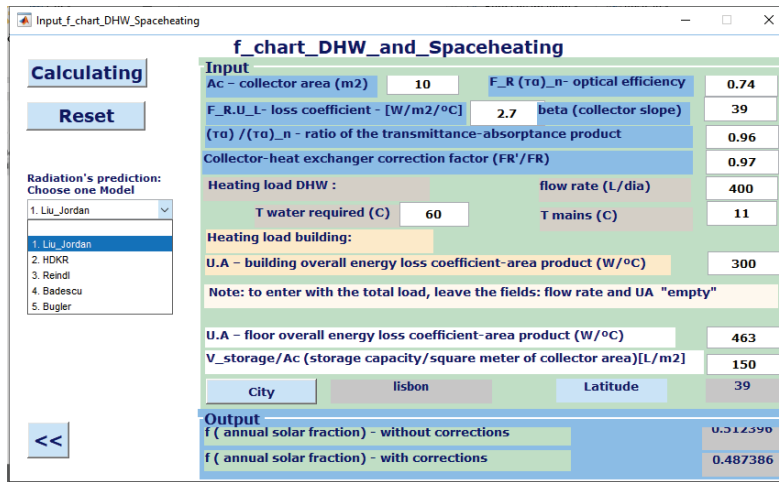 Input_f_chart_DHW_Spaceheating
f_chart_DHW_and_Spaceheating
Calculating
Reset
Radiation's prediction:
Choose one Model
1. Liu_Jordan
1. Liu_Jordan
2. HDKR
3. Reindl
4. Badescu
5. Bugler
<<
Input
Ac – collector area (m2) 10 F_R (τα)_n- optical efficiency 0.74
F_R.U_L- loss coefficient - [W/m2/ºC] 2.7 beta (collector slope) 39
(τα) /(τα)_n - ratio of the transmittance-absorptance product 0.96
Collector-heat exchanger correction factor (FR'/FR) 0.97
Heating load DHW : flow rate (L/dia) 400
T water required (C) 60 T mains (C) 11
Heating load building:
U.A – building overall energy loss coefficient-area product (W/ºC) 300
Note: to enter with the total load, leave the fields: flow rate and UA "empty"
U.A – floor overall energy loss coefficient-area product (W/ºC) 463
V_storage/Ac (storage capacity/square meter of collector area)[L/m2] 150
City lisbon Latitude 39
Output
f ( annual solar fraction) - without corrections 0.512396
f ( annual solar fraction) - with corrections 0.487386